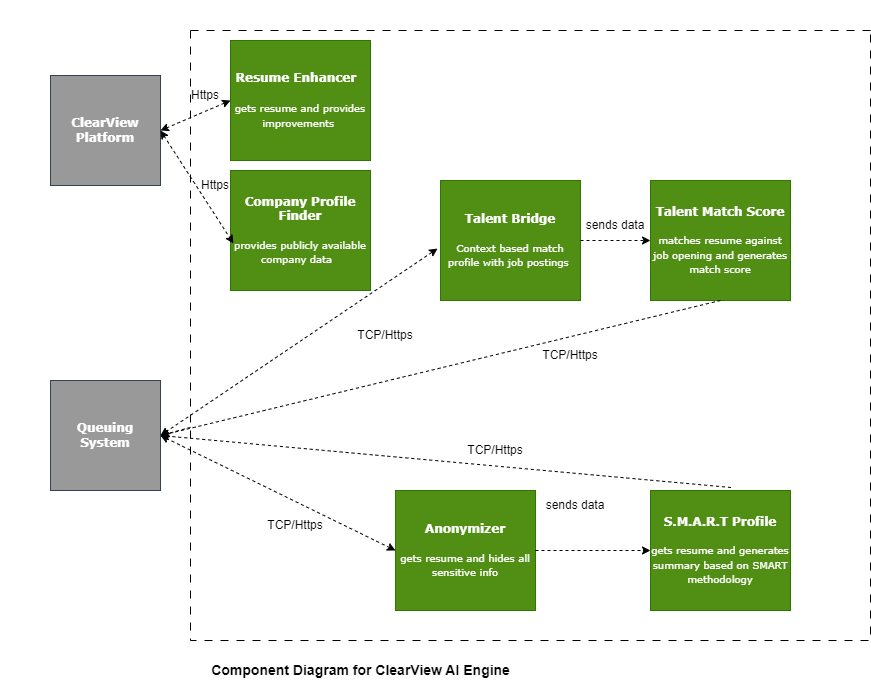 Resume Enhancer
gets resume and provides
improvements
Https
ClearView
Platform
Https
Company Profile
Finder
provides publicly available
company data
Talent Bridge
Context based match
profile with job postings
sends data
Talent Match Score
matches resume against
job opening and generates
match score
TCP/Https
TCP/Https
Queuing
System
TCP/Https
TCP/Https
Anonymizer
gets resume and hides all
sensitive info
sends data
S.M.A.R.T Profile
gets resume and generates
summary based on SMART
methodology
Component Diagram for ClearView AI Engine